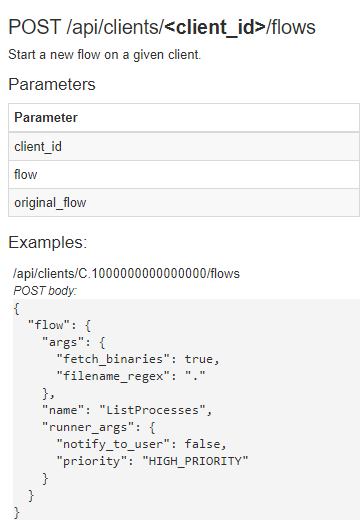 POST /api/clients/<client_id>/flows
Start a new flow on a given client.
Parameters
Parameter
client_id
flow
original_flow
Examples:
/api/clients/C.1000000000000000/flows
POST body:
{
  "flow": {
    "args": {
      "fetch_binaries": true,
      "filename_regex": "."
    },
    "name": "ListProcesses",
    "runner_args": {
      "notify_to_user": false,
      "priority": "HIGH_PRIORITY"
    }
  }
}